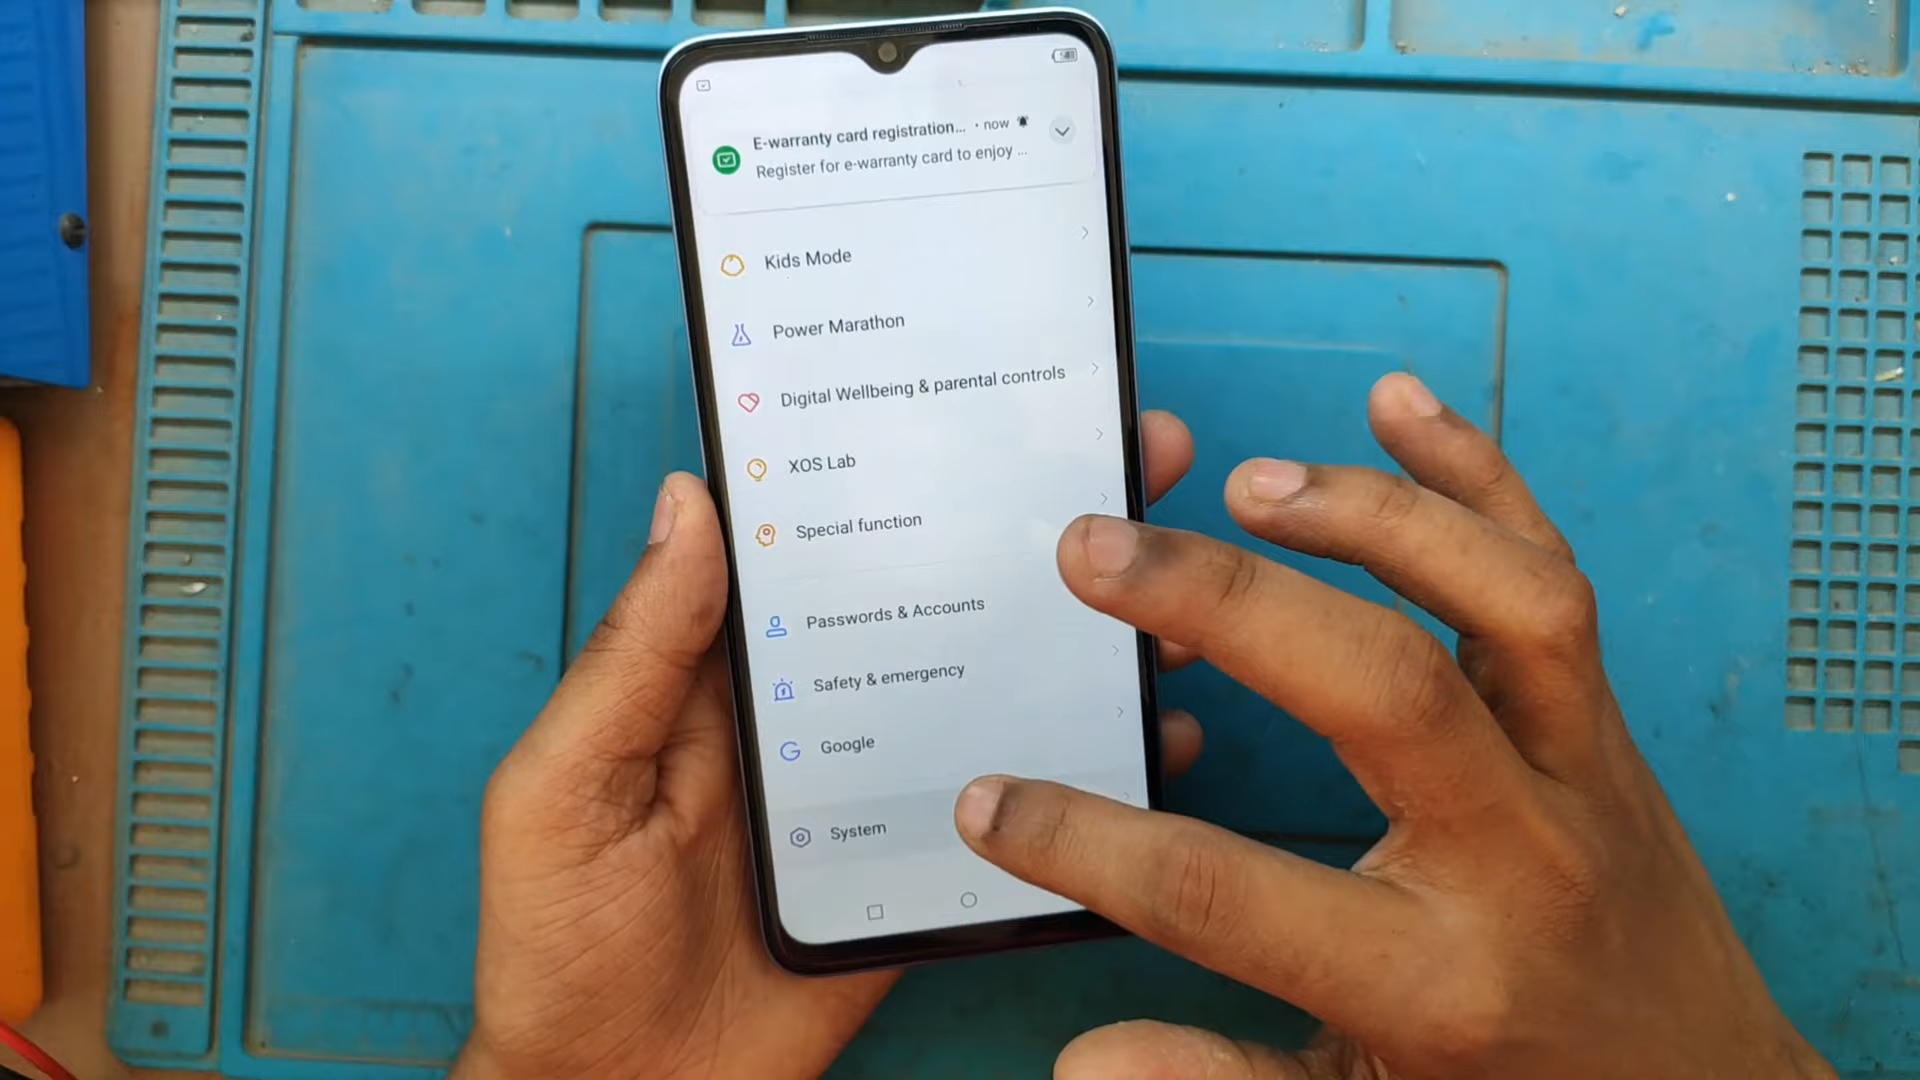 E-warranty card registration... • now
Register for e-warranty card to enjoy ...
Kids Mode
Power Marathon
Digital Wellbeing & parental controls
XOS Lab
Special function
Passwords & Accounts
Safety & emergency
Google
System